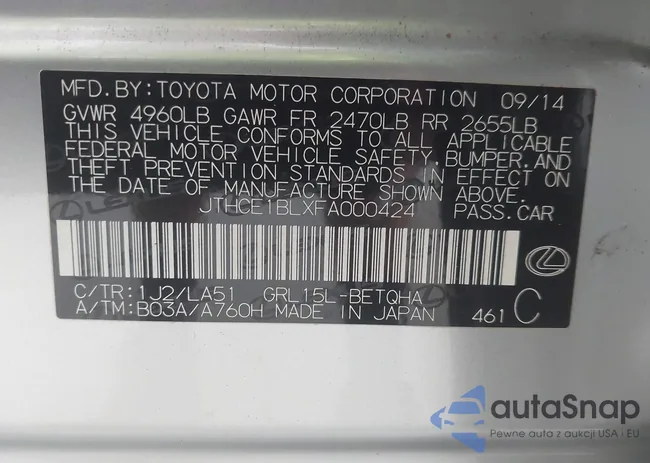 MFD.BY:TOYOTA MOTOR CORPORATION 09/14
GVWR 4960LB GAWR FR 2470LB RR 2655LB
THIS VEHICLE CONFORMS TO ALL APPLICABLE
FEDERAL MOTOR VEHICLE SAFETY,BUMPER,AND
THEFT PREVENTION STANDARDS IN EFFECT ON
THE DATE OF MANUFACTURE SHOWN ABOVE.
JTHCE1BLXFA000424 PASS.CAR
C/TR:1J2/LA51 GRL15L-BETQHA
A/TM:B03A/A760H MADE IN JAPAN 461 C
autoSnap
Pewne auta z aukcji USA i EU